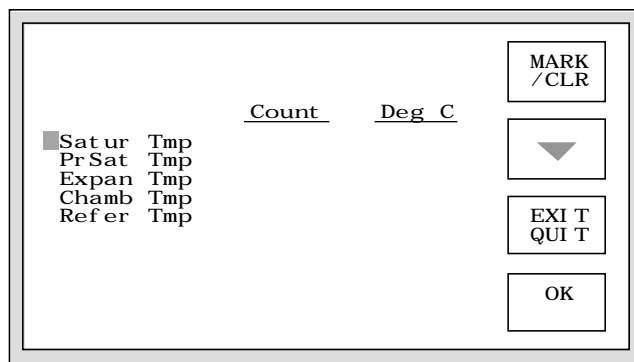 Count Deg C
Satur Tmp
PrSat Tmp
Expan Tmp
Chamb Tmp
Refer Tmp
MARK
/CLR
EXIT
QUIT
OK